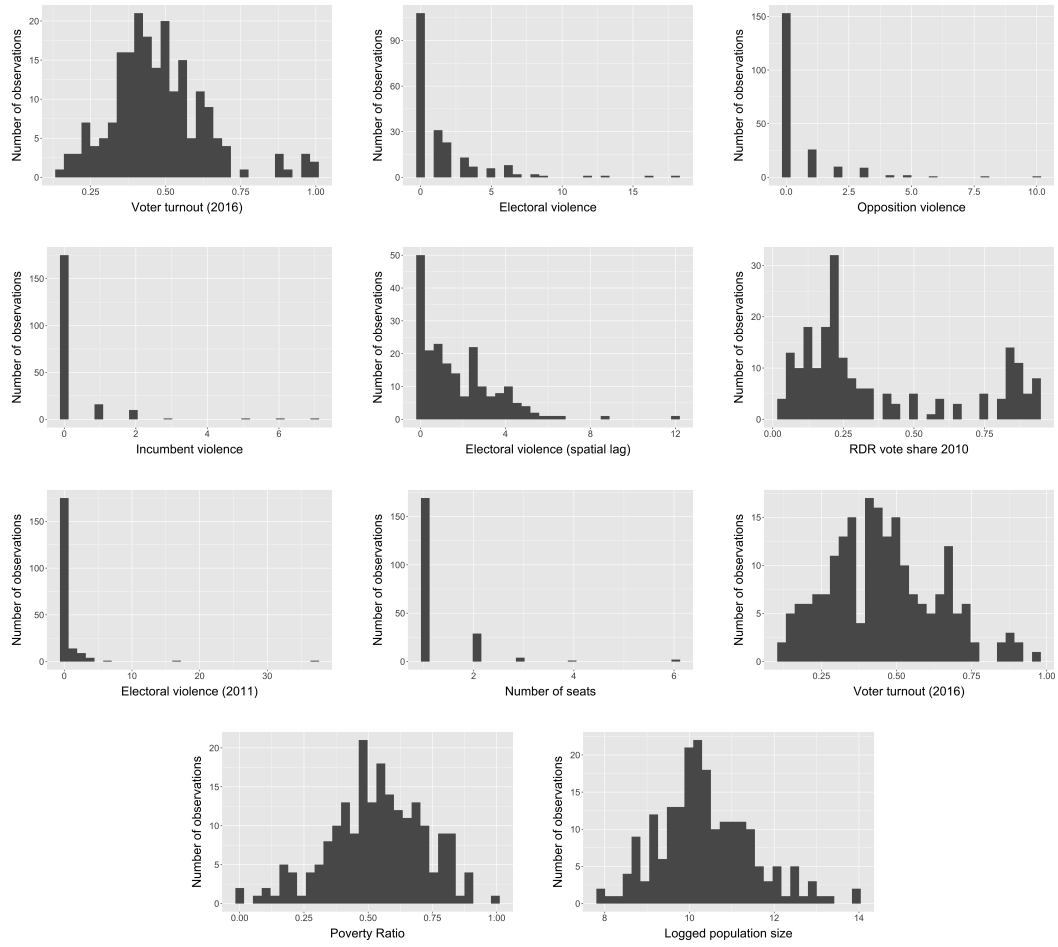 Number of observations
20
15
10
5
0
0.25 0.50 0.75 1.00
Voter turnout (2016)
Number of observations
90
60
30
0
0 5 10 15
Electoral violence
Number of observations
150
100
50
0
0.0 2.5 5.0 7.5 10.0
Opposition violence
Number of observations
150
100
50
0
0 2 4 6
Incumbent violence
Number of observations
50
40
30
20
10
0
0 4 8 12
Electoral violence (spatial lag)
Number of observations
30
20
10
0
0.00 0.25 0.50 0.75
RDR vote share 2010
Number of observations
150
100
50
0
0 10 20 30
Electoral violence (2011)
Number of observations
150
100
50
0
2 4 6
Number of seats
Number of observations
15
10
5
0
0.25 0.50 0.75 1.00
Voter turnout (2016)
Number of observations
20
15
10
5
0
0.00 0.25 0.50 0.75 1.00
Poverty Ratio
Number of observations
20
15
10
5
0
8 10 12 14
Logged population size